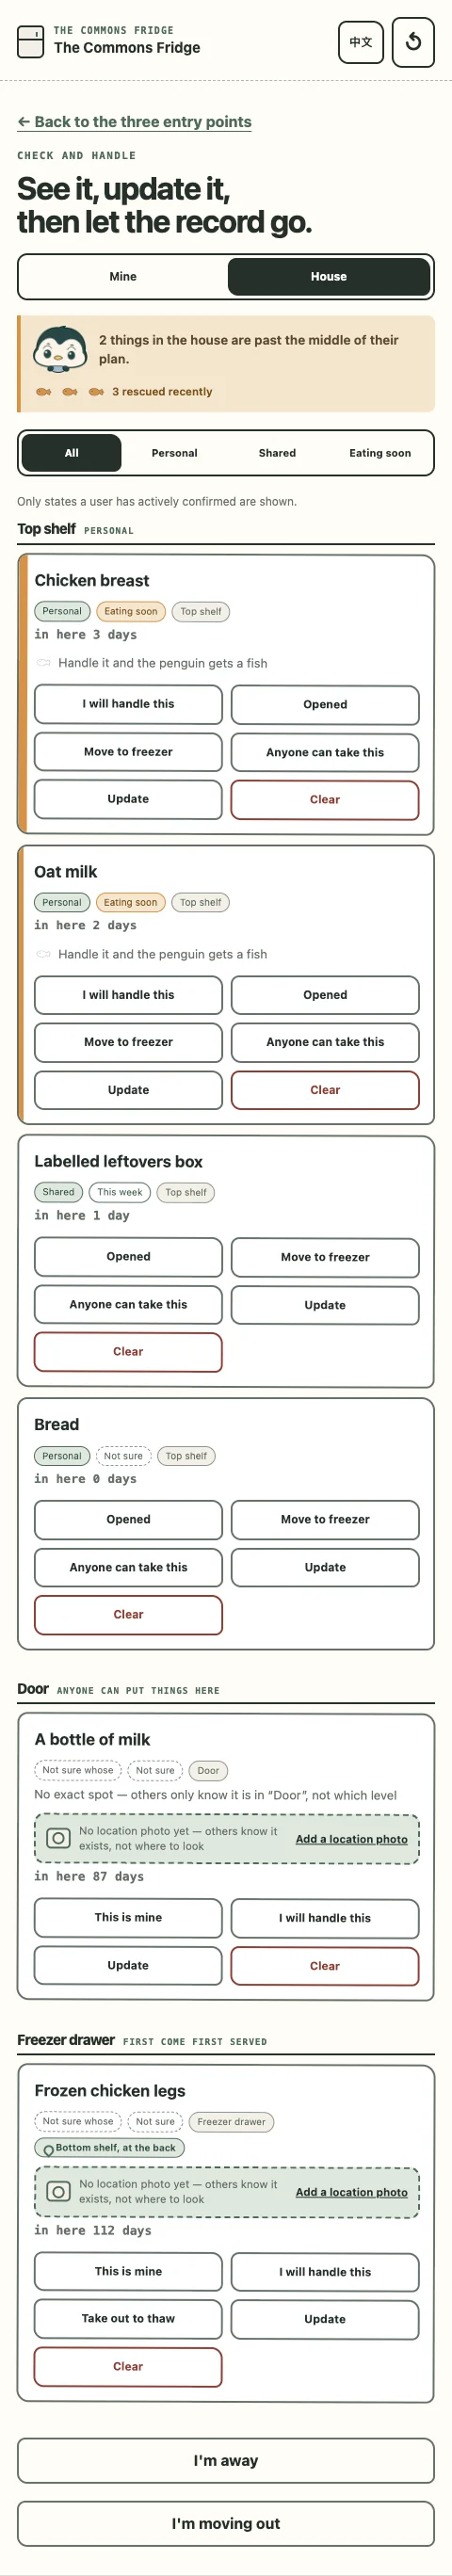 THE COMMONS FRIDGE
The Commons Fridge
中文
← Back to the three entry points
CHECK AND HANDLE
See it, update it,
then let the record go.
Mine
House
2 things in the house are past the middle of their
plan.
3 rescued recently
All
Personal
Shared
Eating soon
Only states a user has actively confirmed are shown.
Top shelf PERSONAL
Chicken breast
Personal
Eating soon
Top shelf
in here 3 days
Handle it and the penguin gets a fish
I will handle this
Opened
Move to freezer
Anyone can take this
Update
Clear
Oat milk
Personal
Eating soon
Top shelf
in here 2 days
Handle it and the penguin gets a fish
I will handle this
Opened
Move to freezer
Anyone can take this
Update
Clear
Labelled leftovers box
Shared
This week
Top shelf
in here 1 day
Opened
Move to freezer
Anyone can take this
Update
Clear
Bread
Personal
Not sure
Top shelf
in here 0 days
Opened
Move to freezer
Anyone can take this
Update
Clear
Door ANYONE CAN PUT THINGS HERE
A bottle of milk
Not sure whose
Not sure
Door
No exact spot — others only know it is in “Door”, not which level
No location photo yet — others know it
exists, not where to look
Add a location photo
in here 87 days
This is mine
I will handle this
Update
Clear
Freezer drawer FIRST COME FIRST SERVED
Frozen chicken legs
Not sure whose
Not sure
Freezer drawer
Bottom shelf, at the back
No location photo yet — others know it
exists, not where to look
Add a location photo
in here 112 days
This is mine
I will handle this
Take out to thaw
Update
Clear
I'm away
I'm moving out